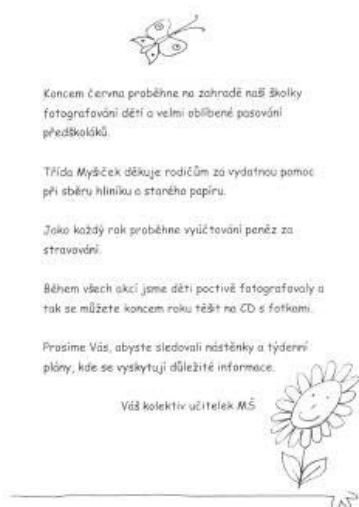 Koncem června proběhne na zahradě naší školky
fotografování dětí a velmi oblíbené pasování
předškoláků.
Třída Myšiček děkuje rodičům za vydatnou pomoc
při sběru hliníku a starého papíru.
Jako každý rok proběhne vyúčtování peněz za
stravování.
Během všech akcí jsme děti poctivě fotografovaly a
tak se můžete koncem roku těšit na CD s fotkami.
Prosíme Vás, abyste sledovali nástěnky a týdenní
plány, kde se vyskytují důležité informace.
Váš kolektiv učitelek MŠ